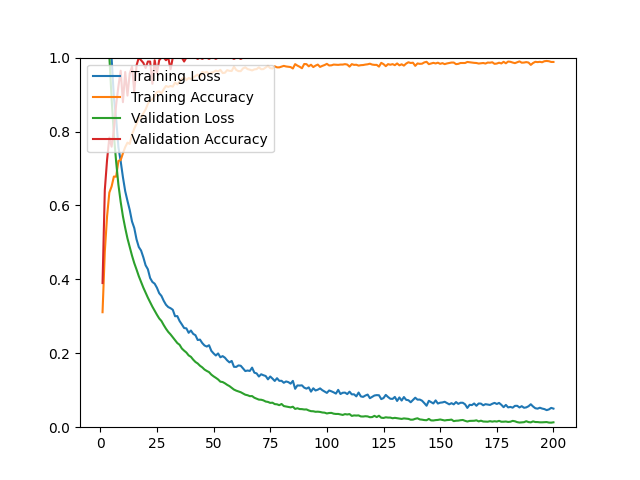 1.0
Training Loss
Training Accuracy
Validation Loss
Validation Accuracy
0.8
0.6
0.4
0.2
0.0
0 25 50 75 100 125 150 175 200